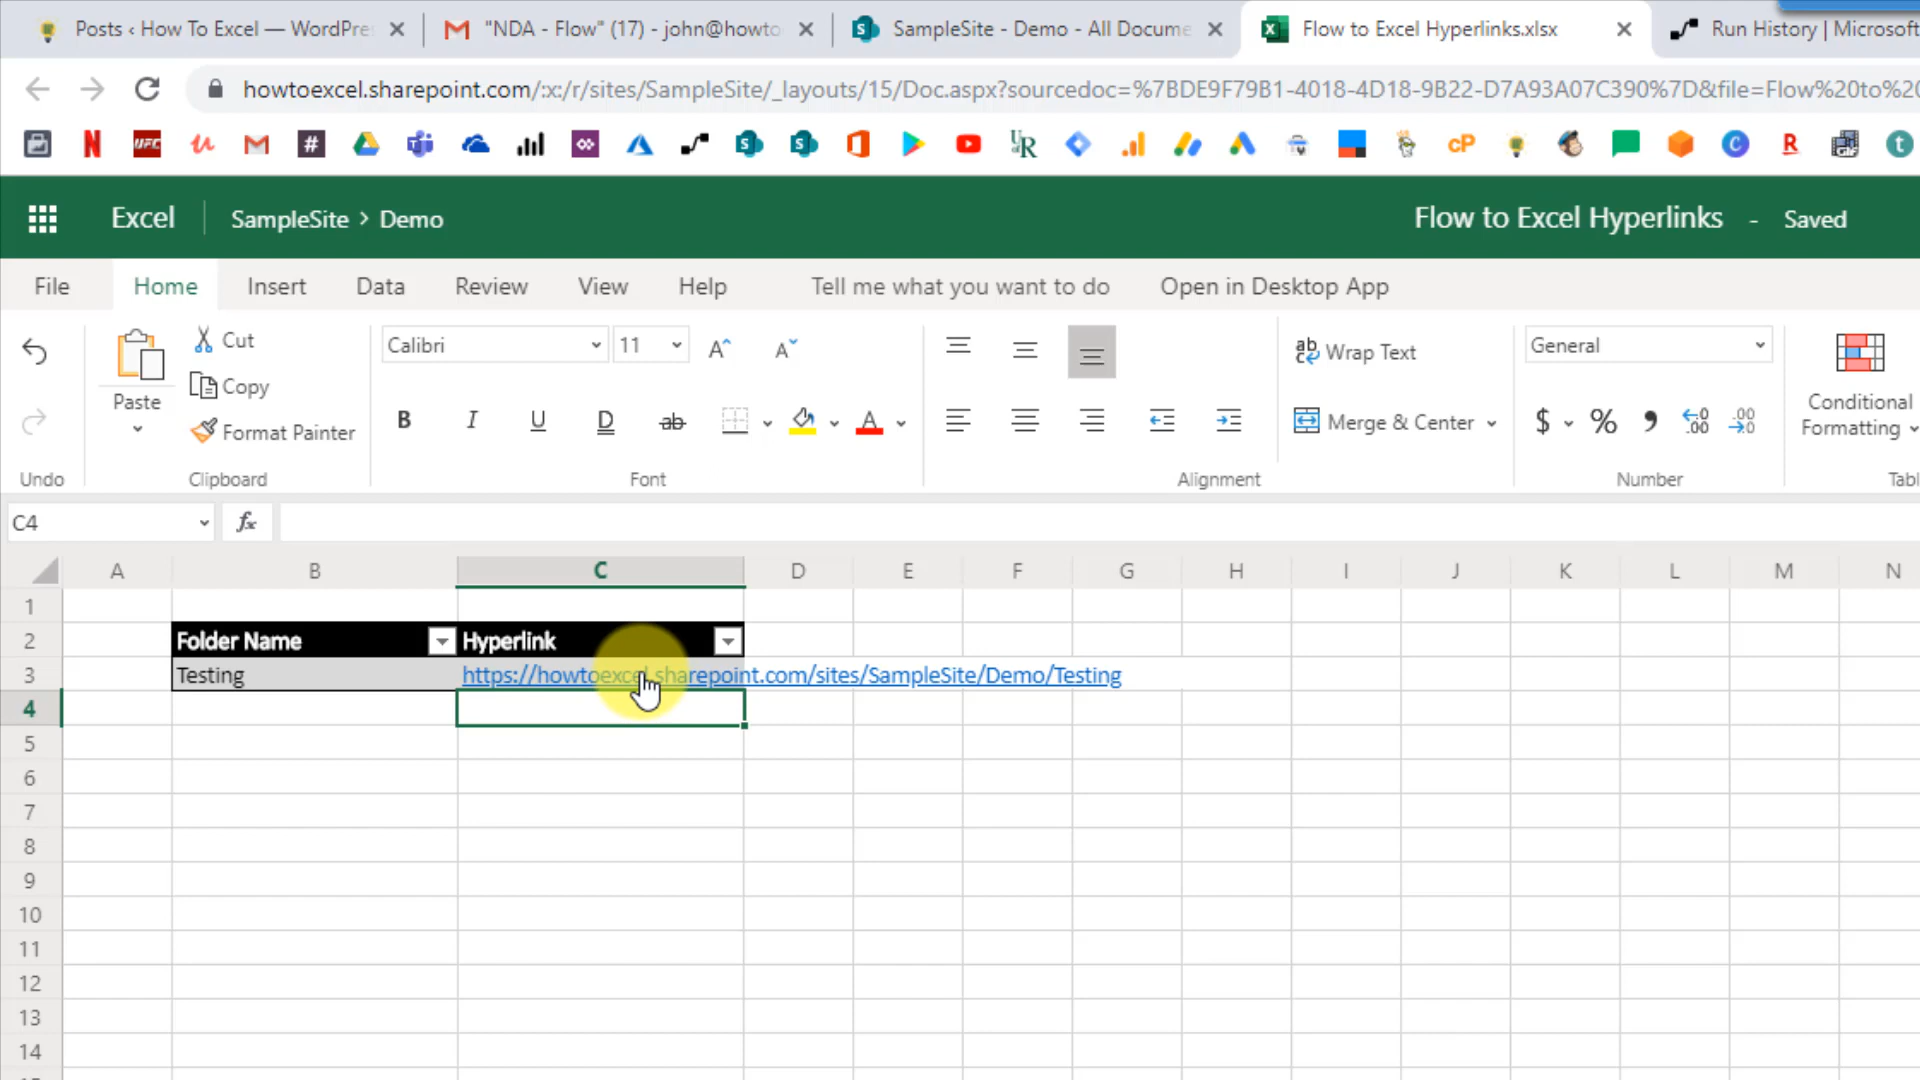 Posts ‹ How To Excel — WordPre
"NDA - Flow" (17) - john@howto
SampleSite - Demo - All Docume
Flow to Excel Hyperlinks.xlsx
Run History | Microsoft
howtoexcel.sharepoint.com/:x:/r/sites/SampleSite/_layouts/15/Doc.aspx?sourcedoc=%7BDE9F79B1-4018-4D18-9B22-D7A93A07C390%7D&file=Flow%20to%20
UFC
cP
Excel
SampleSite > Demo
Flow to Excel Hyperlinks - Saved
File Home Insert Data Review View Help Tell me what you want to do Open in Desktop App
Paste
Cut
Copy
Format Painter
Calibri 11
Wrap Text
Merge & Center
General
Conditional
Formatting
Undo Clipboard Font Alignment Number Tabl
C4 fx
A B C D E F G H I J K L M N
1
2 Folder Name Hyperlink
3 Testing https://howtoexcel.sharepoint.com/sites/SampleSite/Demo/Testing
4
5
6
7
8
9
10
11
12
13
14